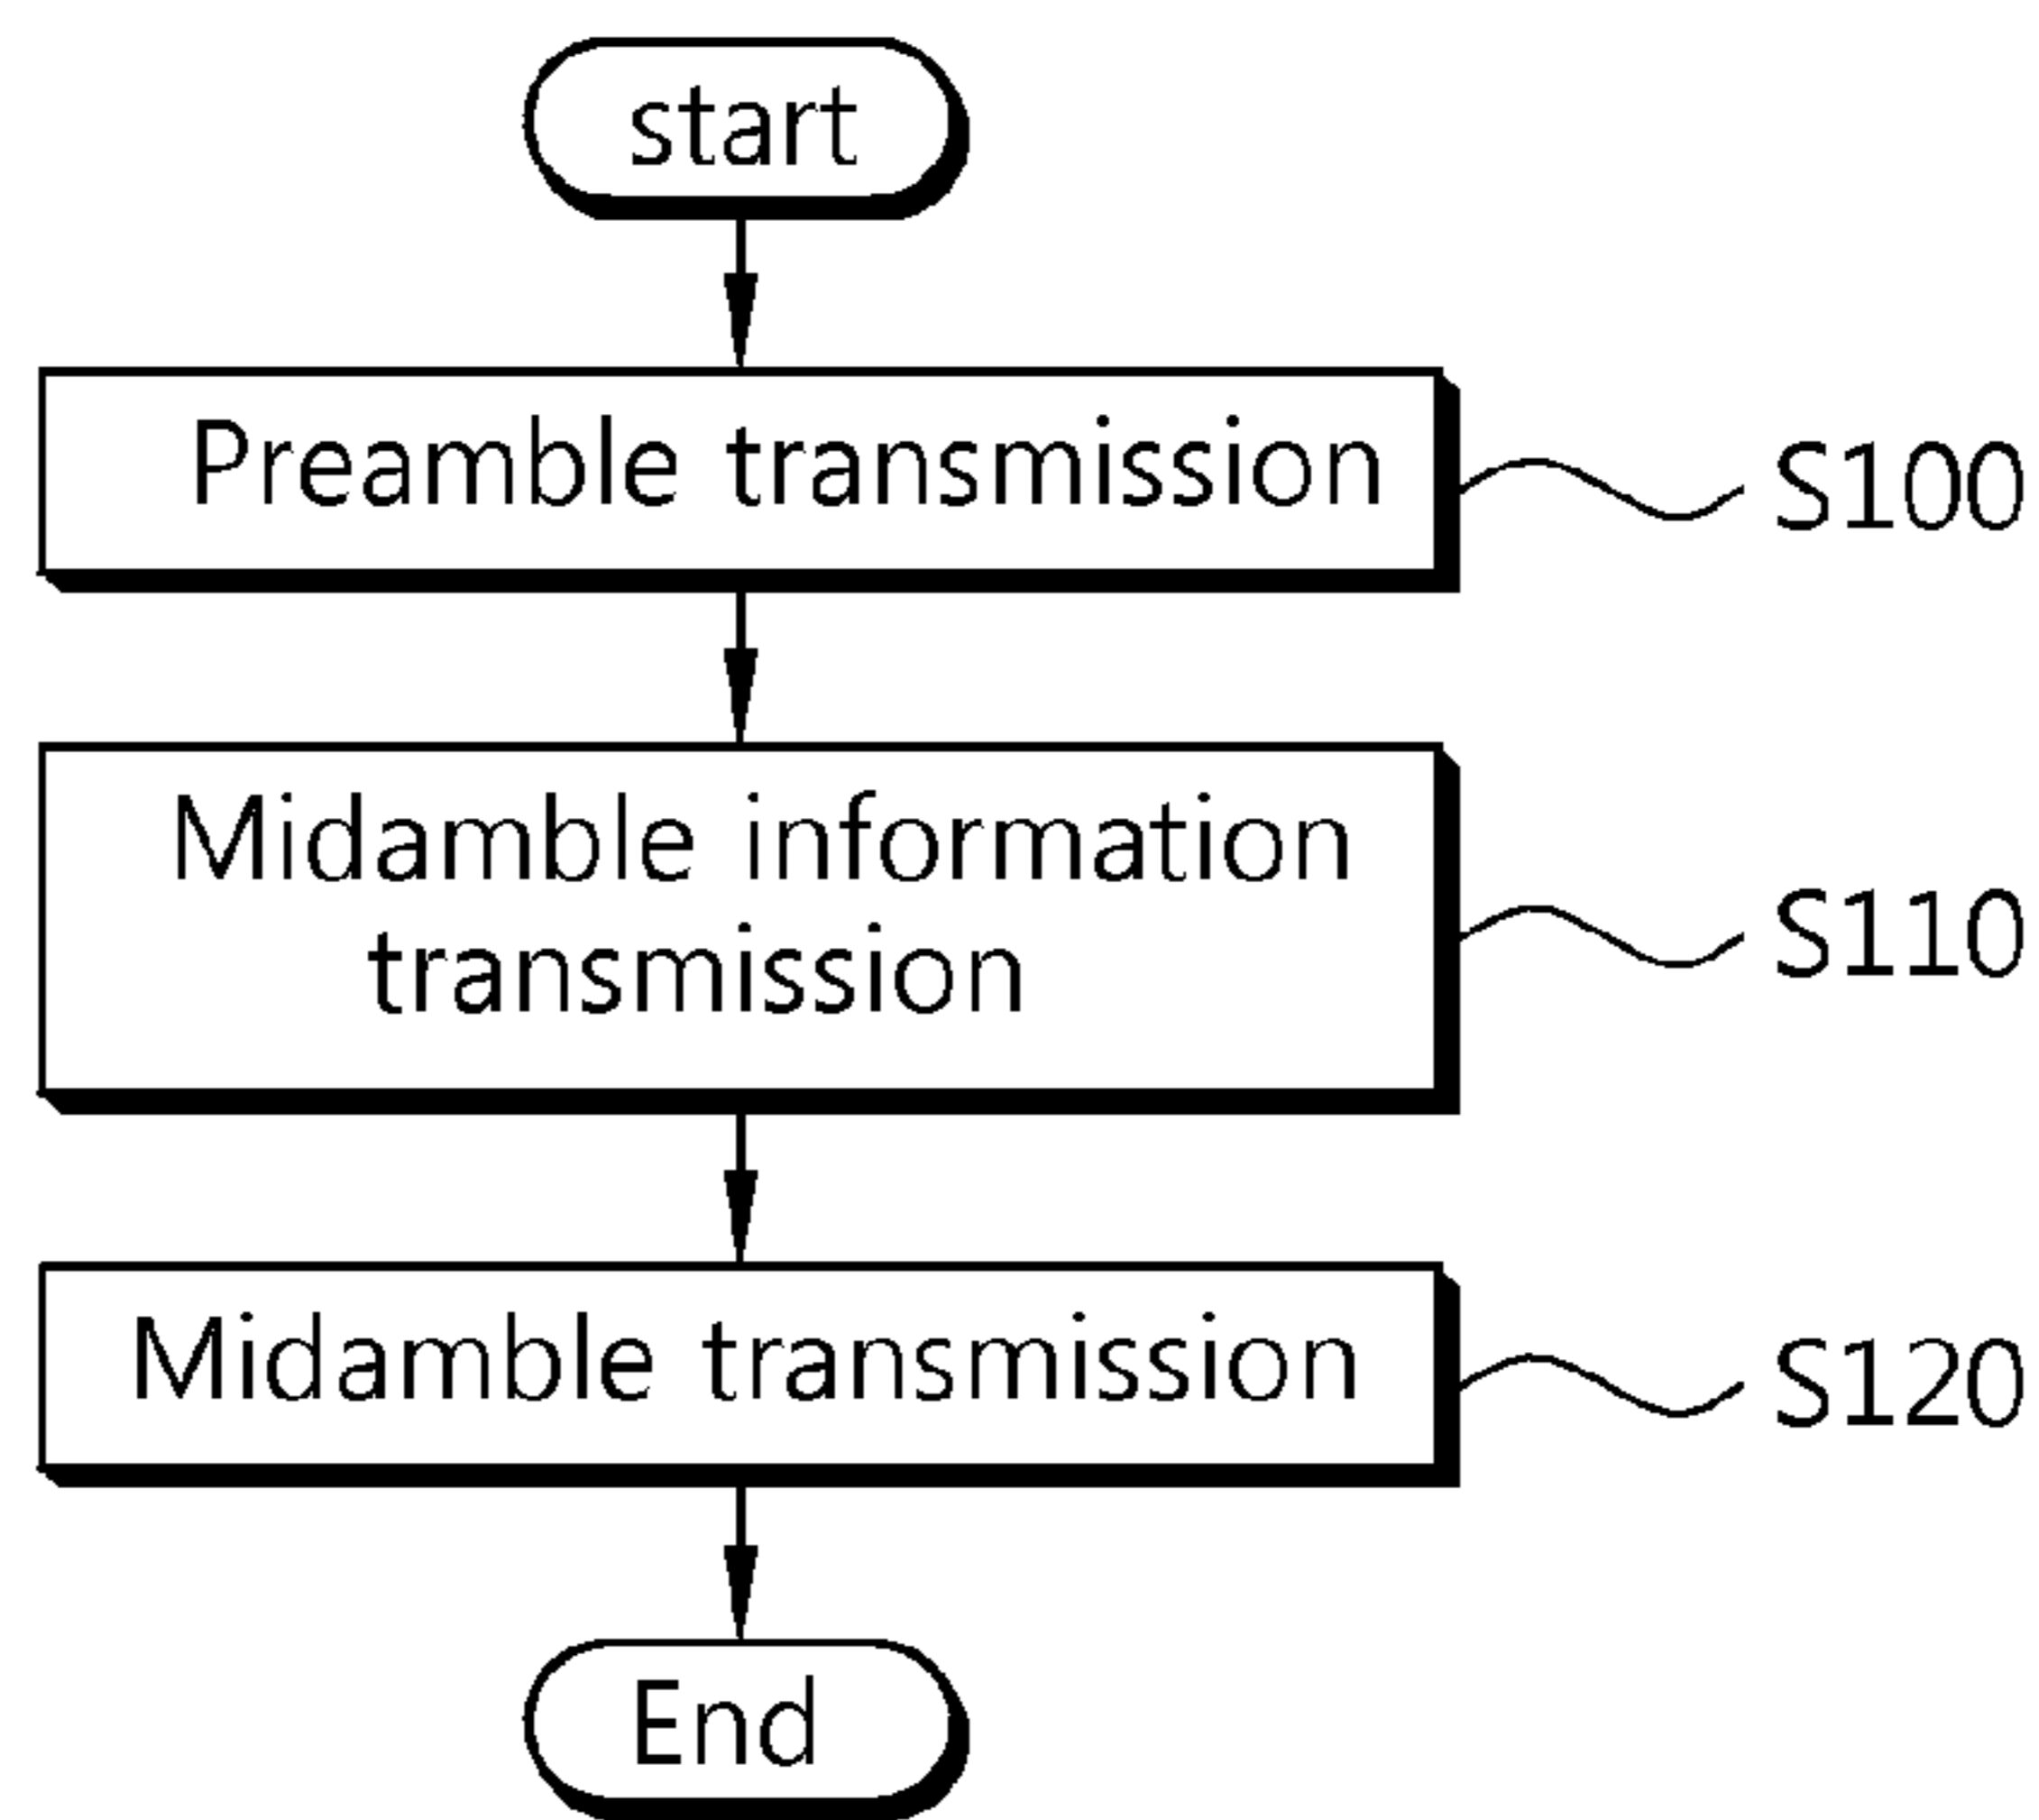 start
Preamble transmission
S100
Midamble information
transmission
S110
Midamble transmission
S120
End